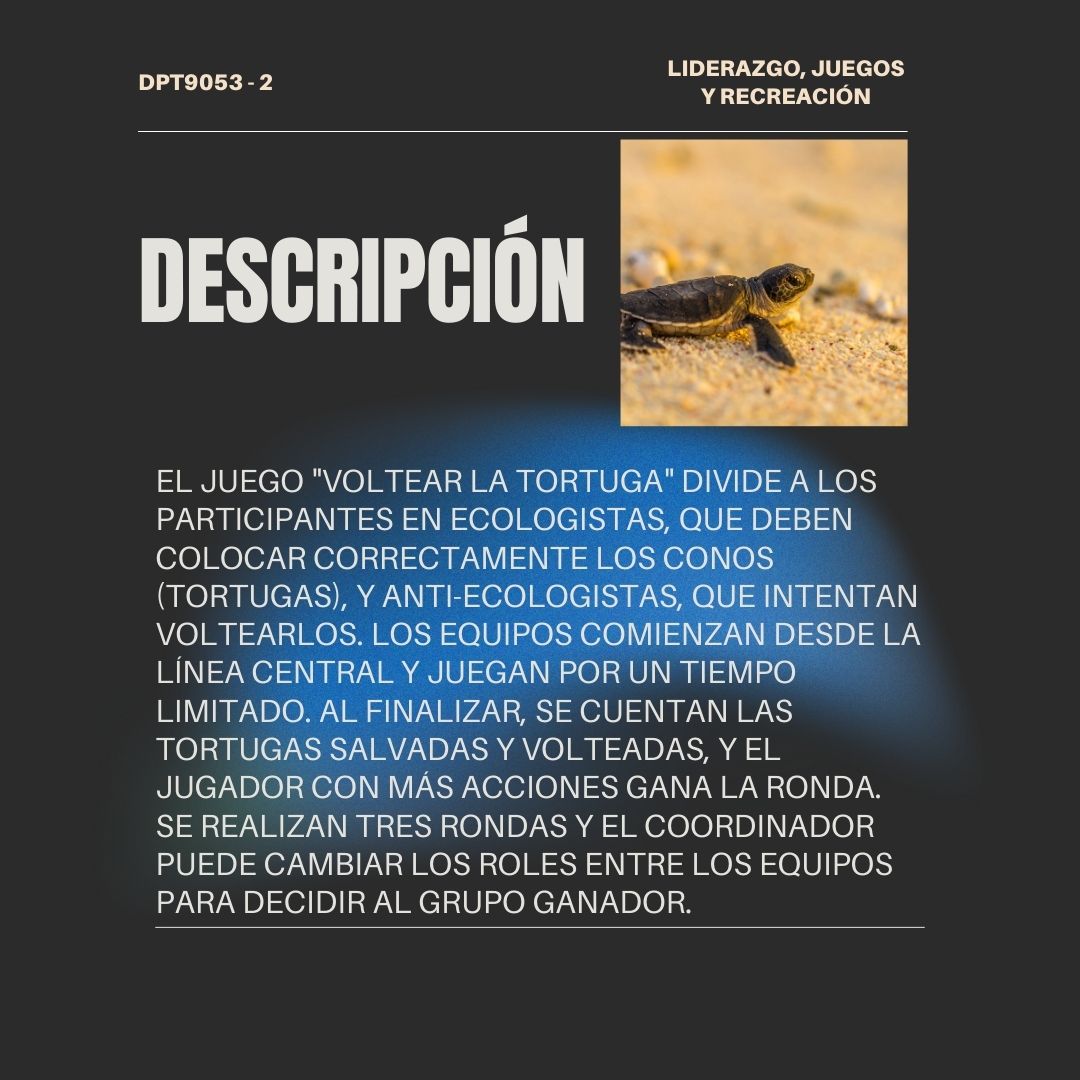 DPT9053 - 2
LIDERAZGO, JUEGOS
Y RECREACIÓN
DESCRIPCIÓN
EL JUEGO "VOLTEAR LA TORTUGA" DIVIDE A LOS
PARTICIPANTES EN ECOLOGISTAS, QUE DEBEN
COLOCAR CORRECTAMENTE LOS CONOS
(TORTUGAS), Y ANTI-ECOLOGISTAS, QUE INTENTAN
VOLTEARLOS. LOS EQUIPOS COMIENZAN DESDE LA
LÍNEA CENTRAL Y JUEGAN POR UN TIEMPO
LIMITADO. AL FINALIZAR, SE CUENTAN LAS
TORTUGAS SALVADAS Y VOLTEADAS, Y EL
JUGADOR CON MÁS ACCIONES GANA LA RONDA.
SE REALIZAN TRES RONDAS Y EL COORDINADOR
PUEDE CAMBIAR LOS ROLES ENTRE LOS EQUIPOS
PARA DECIDIR AL GRUPO GANADOR.